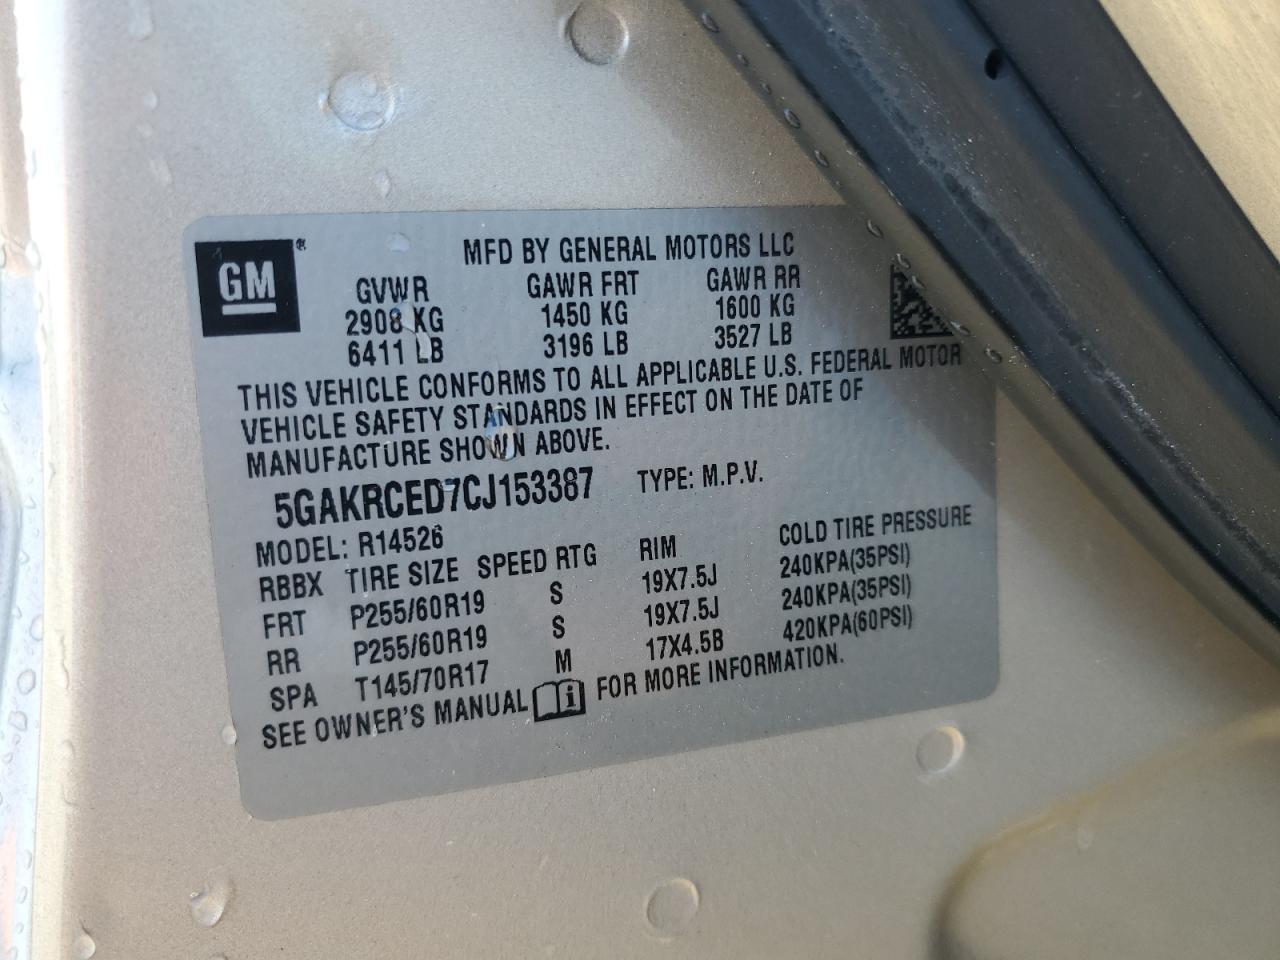 GM®
MFD BY GENERAL MOTORS LLC
GVWR GAWR FRT GAWR RR
2908 KG 1450 KG 1600 KG
6411 LB 3196 LB 3527 LB
THIS VEHICLE CONFORMS TO ALL APPLICABLE U.S. FEDERAL MOTOR
VEHICLE SAFETY STANDARDS IN EFFECT ON THE DATE OF
MANUFACTURE SHOWN ABOVE.
5GAKRCED7CJ153387 TYPE: M.P.V.
MODEL: R14526
RBBX TIRE SIZE SPEED RTG RIM COLD TIRE PRESSURE
FRT P255/60R19 S 19X7.5J 240KPA(35PSI)
RR P255/60R19 S 19X7.5J 240KPA(35PSI)
SPA T145/70R17 M 17X4.5B 420KPA(60PSI)
SEE OWNER'S MANUAL i FOR MORE INFORMATION.